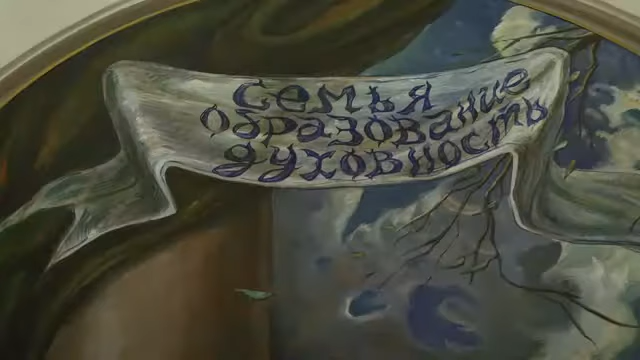 Семья
образование
духовность